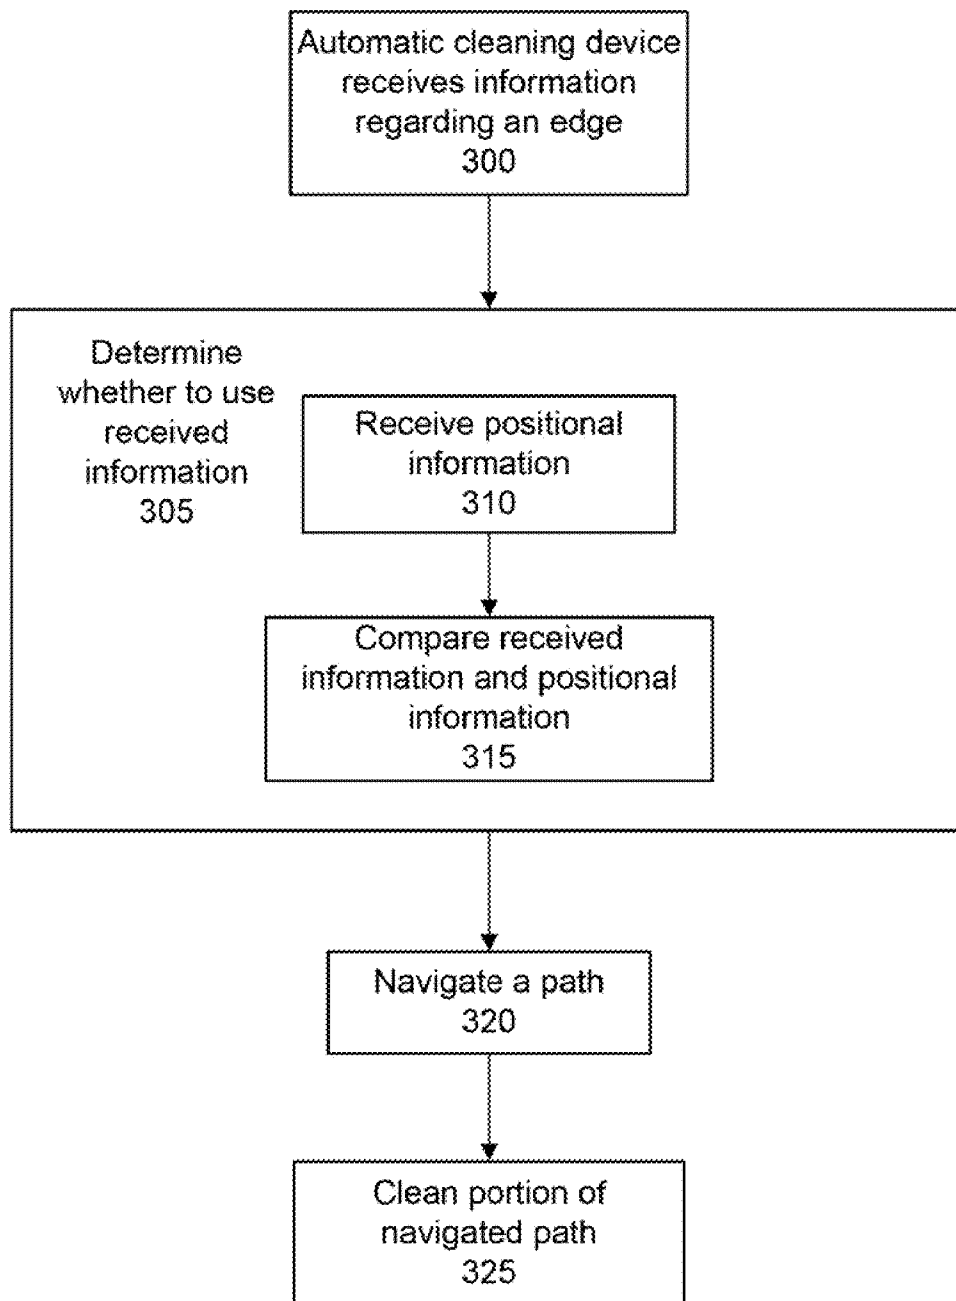 Automatic cleaning device
receives information
regarding an edge
300
Determine
whether to use
received
information
305
Receive positional
information
310
Compare received
information and positional
information
315
Navigate a path
320
Clean portion of
navigated path
325